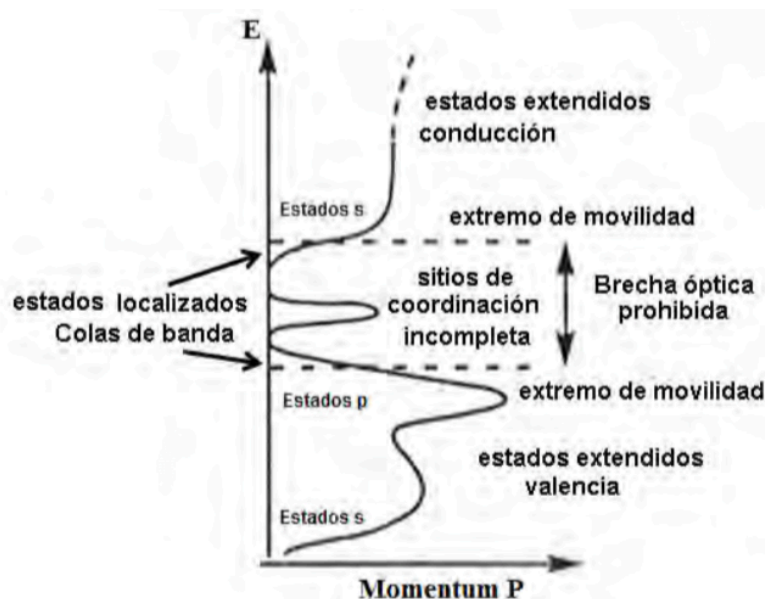 E
estados extendidos
conducción
Estados s
extremo de movilidad
estados localizados
Colas de banda
sitios de
coordinación
incompleta
Brecha óptica
prohibida
Estados p
extremo de movilidad
estados extendidos
valencia
Estados s
Momentum P